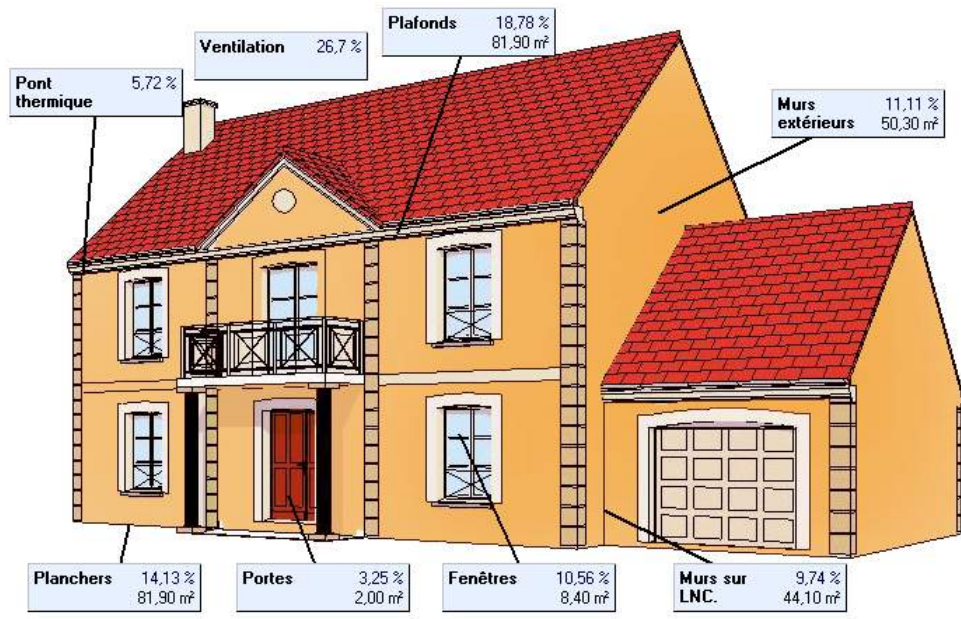 Plafonds 18,78 %
81,90 m²
Ventilation 26,7 %
Pont 5,72 %
thermique
Murs 11,11 %
extérieurs 50,30 m²
Planchers 14,13 %
81,90 m²
Portes 3,25 %
2,00 m²
Fenêtres 10,56 %
8,40 m²
Murs sur 9,74 %
LNC. 44,10 m²